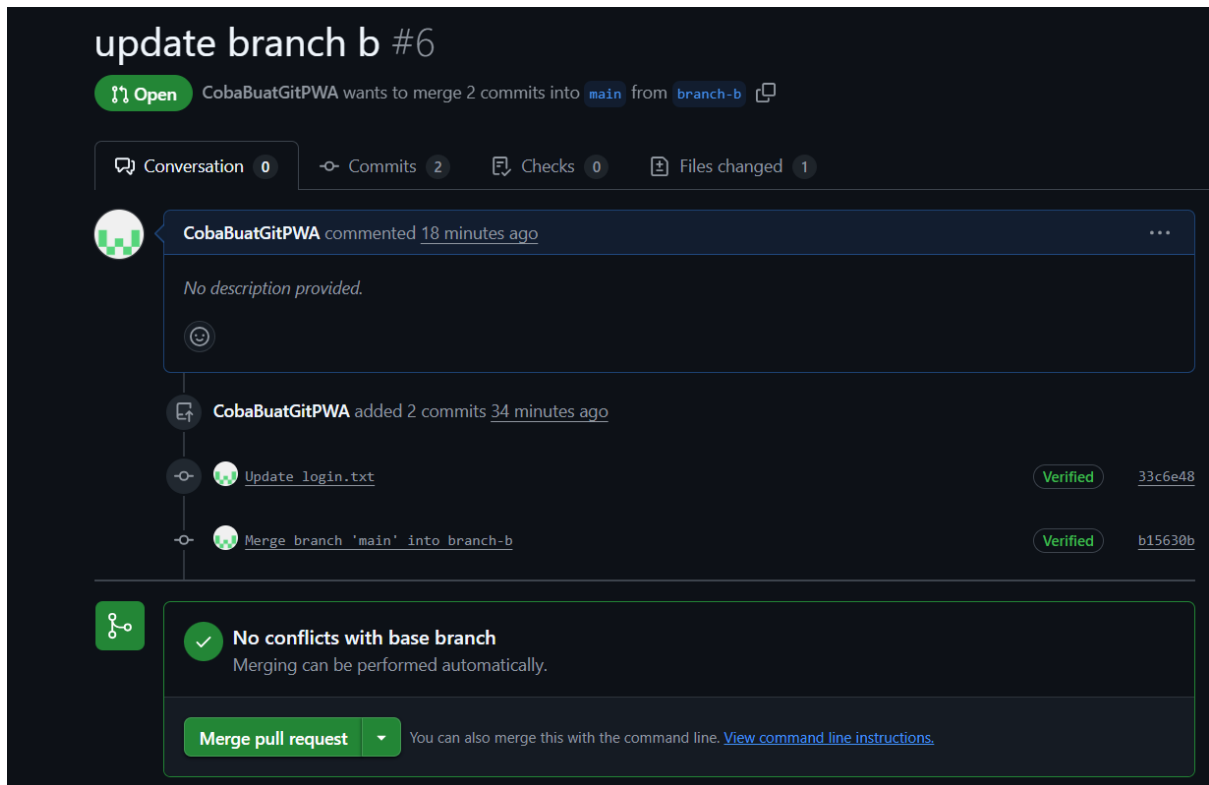 update branch b #6
Open CobaBuatGitPWA wants to merge 2 commits into main from branch-b
Conversation 0 Commits 2 Checks 0 Files changed 1
CobaBuatGitPWA commented 18 minutes ago
No description provided.
CobaBuatGitPWA added 2 commits 34 minutes ago
Update login.txt Verified 33c6e48
Merge branch 'main' into branch-b Verified b15630b
No conflicts with base branch
Merging can be performed automatically.
Merge pull request You can also merge this with the command line. View command line instructions.